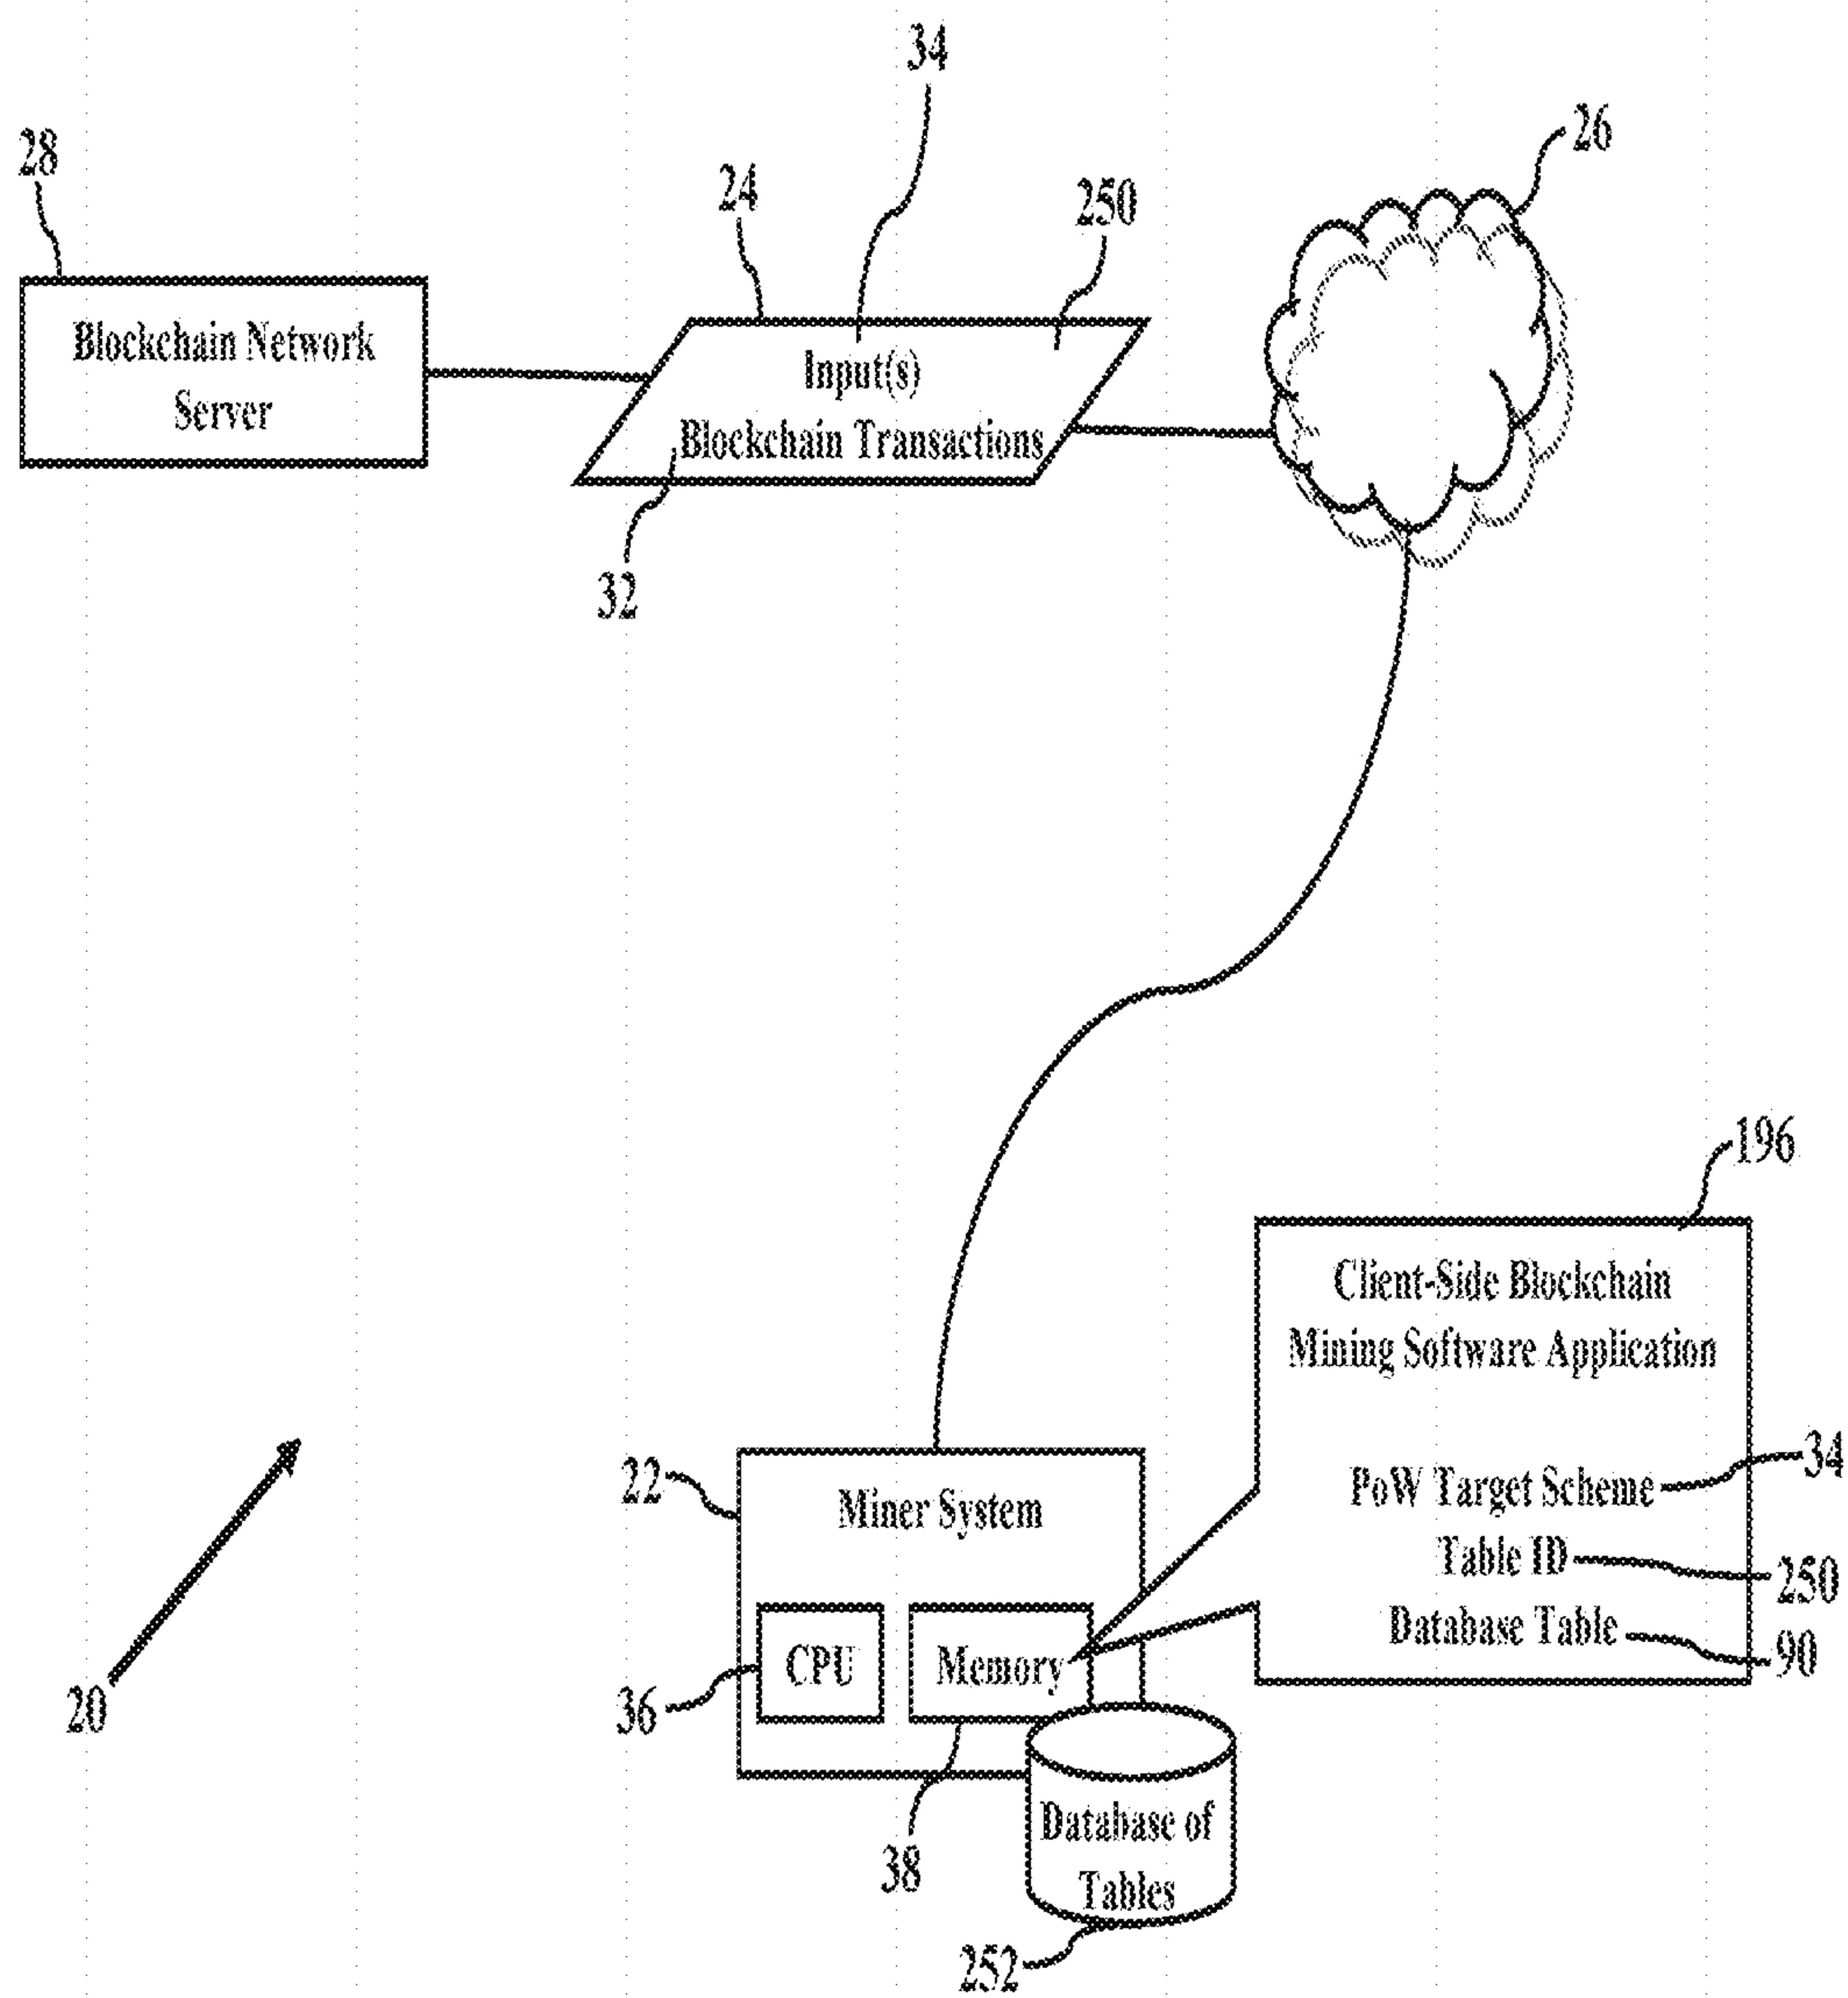 34
26
28
24
250
Blockchain Network
Server
Input(s)
Blockchain Transactions
32
196
Client-Side Blockchain
Mining Software Application
22
Miner System
PoW Target Scheme
34
Table ID
250
Database Table
90
CPU
Memory
36
20
38
Database of
Tables
252